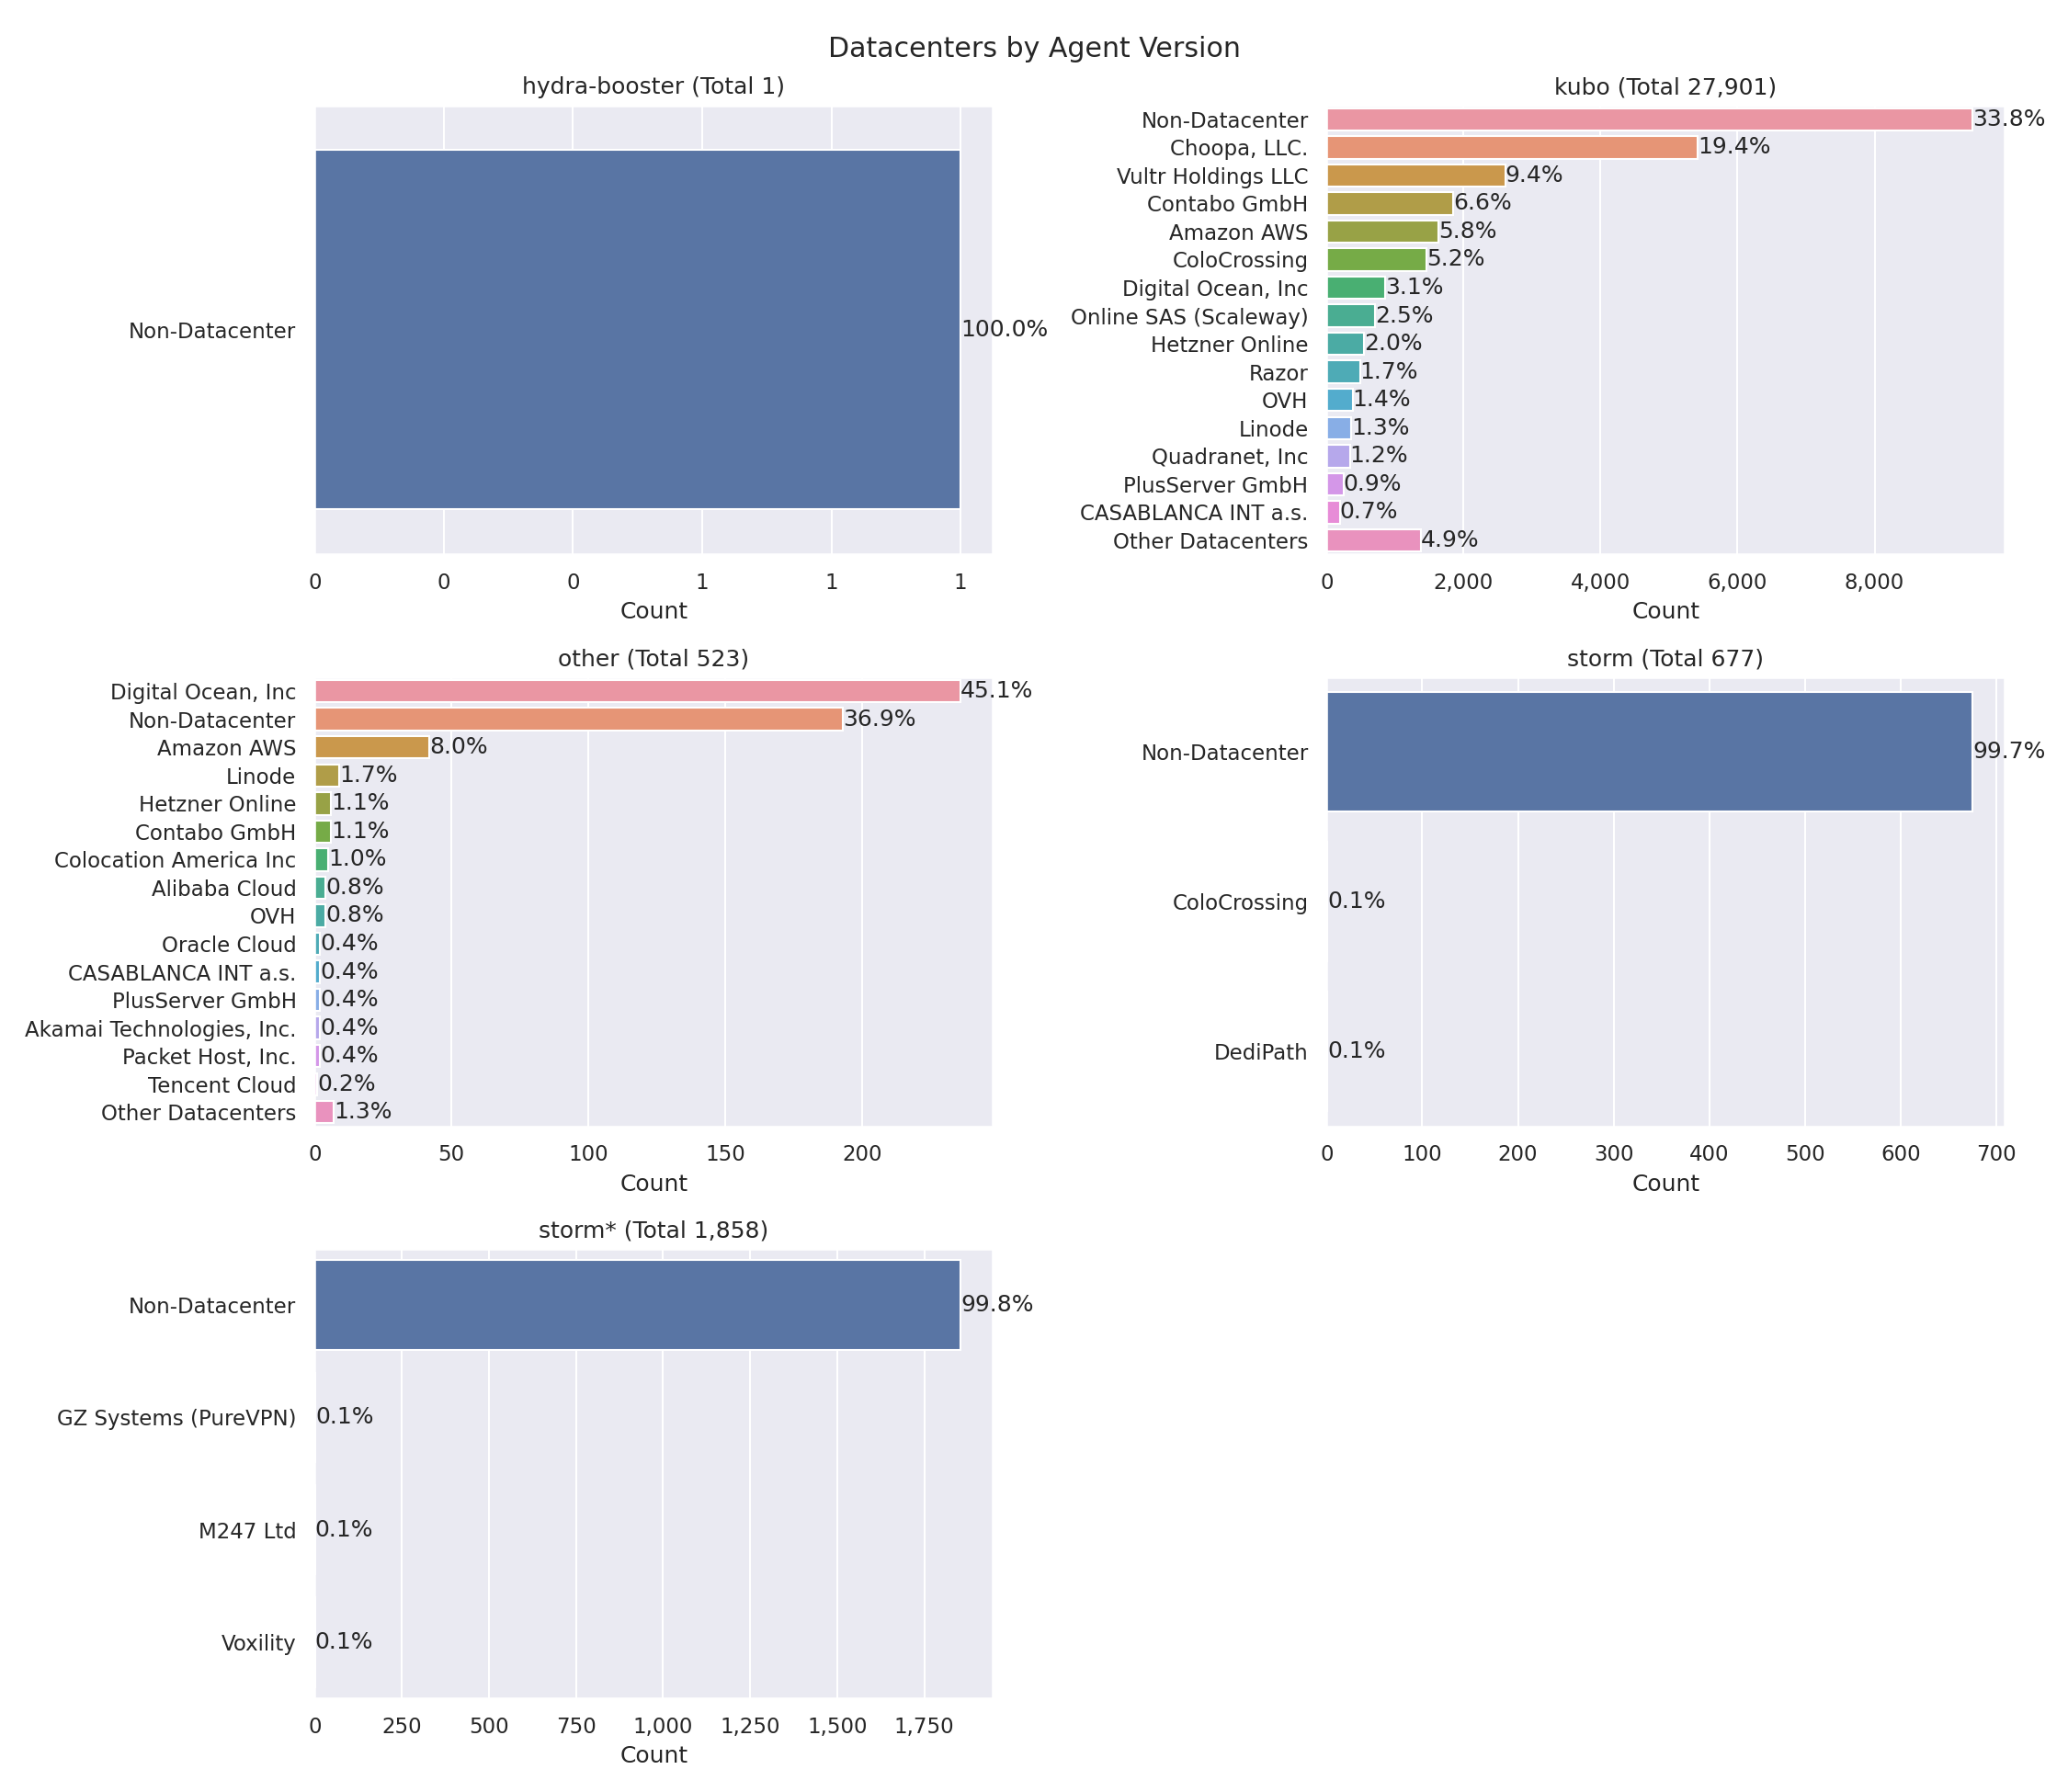 Datacenters by Agent Version
hydra-booster (Total 1)
Non-Datacenter
100.0%
0 0 0 1 1 1
Count
kubo (Total 27,901)
Non-Datacenter 33.8%
Choopa, LLC. 19.4%
Vultr Holdings LLC 9.4%
Contabo GmbH 6.6%
Amazon AWS 5.8%
ColoCrossing 5.2%
Digital Ocean, Inc 3.1%
Online SAS (Scaleway) 2.5%
Hetzner Online 2.0%
Razor 1.7%
OVH 1.4%
Linode 1.3%
Quadranet, Inc 1.2%
PlusServer GmbH 0.9%
CASABLANCA INT a.s. 0.7%
Other Datacenters 4.9%
0 2,000 4,000 6,000 8,000
Count
other (Total 523)
Digital Ocean, Inc 45.1%
Non-Datacenter 36.9%
Amazon AWS 8.0%
Linode 1.7%
Hetzner Online 1.1%
Contabo GmbH 1.1%
Colocation America Inc 1.0%
Alibaba Cloud 0.8%
OVH 0.8%
Oracle Cloud 0.4%
CASABLANCA INT a.s. 0.4%
PlusServer GmbH 0.4%
Akamai Technologies, Inc. 0.4%
Packet Host, Inc. 0.4%
Tencent Cloud 0.2%
Other Datacenters 1.3%
0 50 100 150 200
Count
storm (Total 677)
Non-Datacenter 99.7%
ColoCrossing 0.1%
DediPath 0.1%
0 100 200 300 400 500 600 700
Count
storm* (Total 1,858)
Non-Datacenter 99.8%
GZ Systems (PureVPN) 0.1%
M247 Ltd 0.1%
Voxility 0.1%
0 250 500 750 1,000 1,250 1,500 1,750
Count